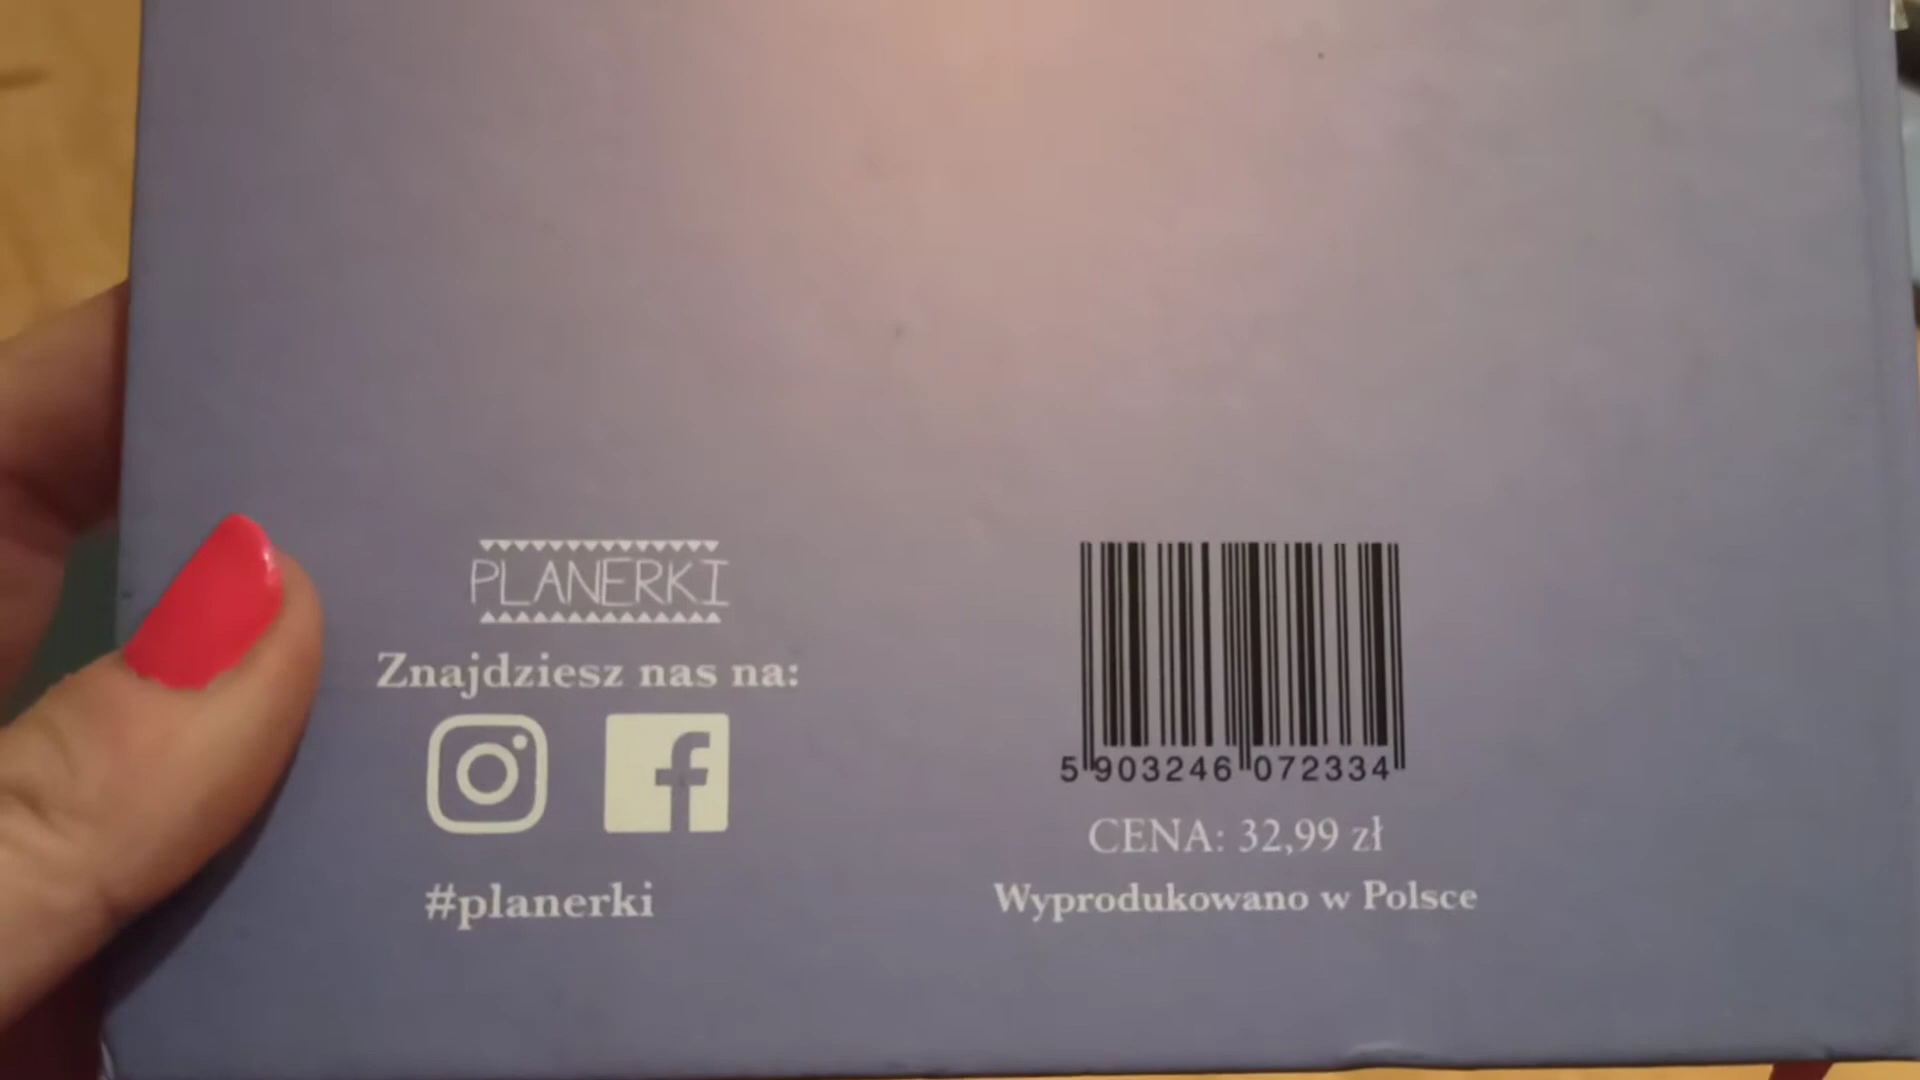 PLANERKI
Znajdziesz nas na:
#planerki
5 903246 072334
CENA: 32,99 zł
Wyprodukowano w Polsce